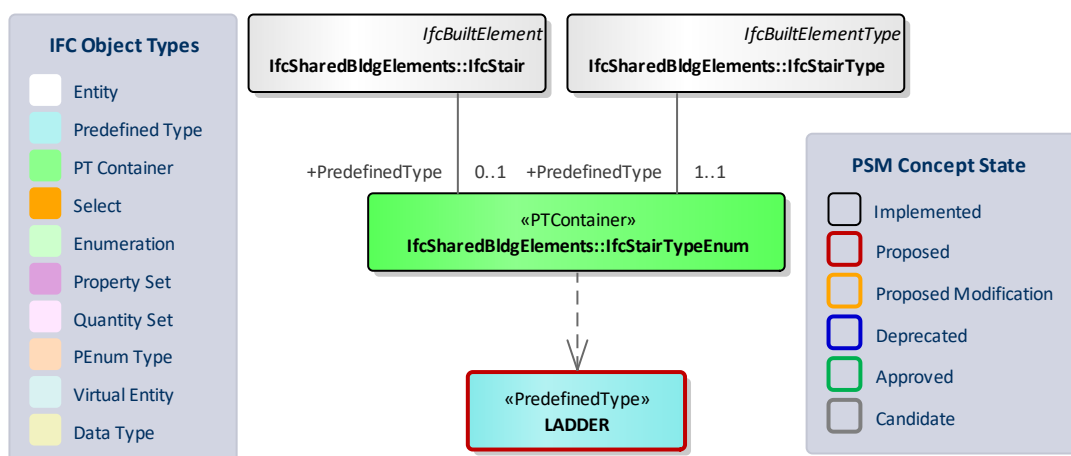 IFC Object Types
Entity
Predefined Type
PT Container
Select
Enumeration
Property Set
Quantity Set
PEnum Type
Virtual Entity
Data Type
IfcBuiltElement
IfcSharedBldgElements::IfcStair
IfcBuiltElementType
IfcSharedBldgElements::IfcStairType
+PredefinedType 0..1 +PredefinedType 1..1
«PTContainer»
IfcSharedBldgElements::IfcStairTypeEnum
«PredefinedType»
LADDER
PSM Concept State
Implemented
Proposed
Proposed Modification
Deprecated
Approved
Candidate